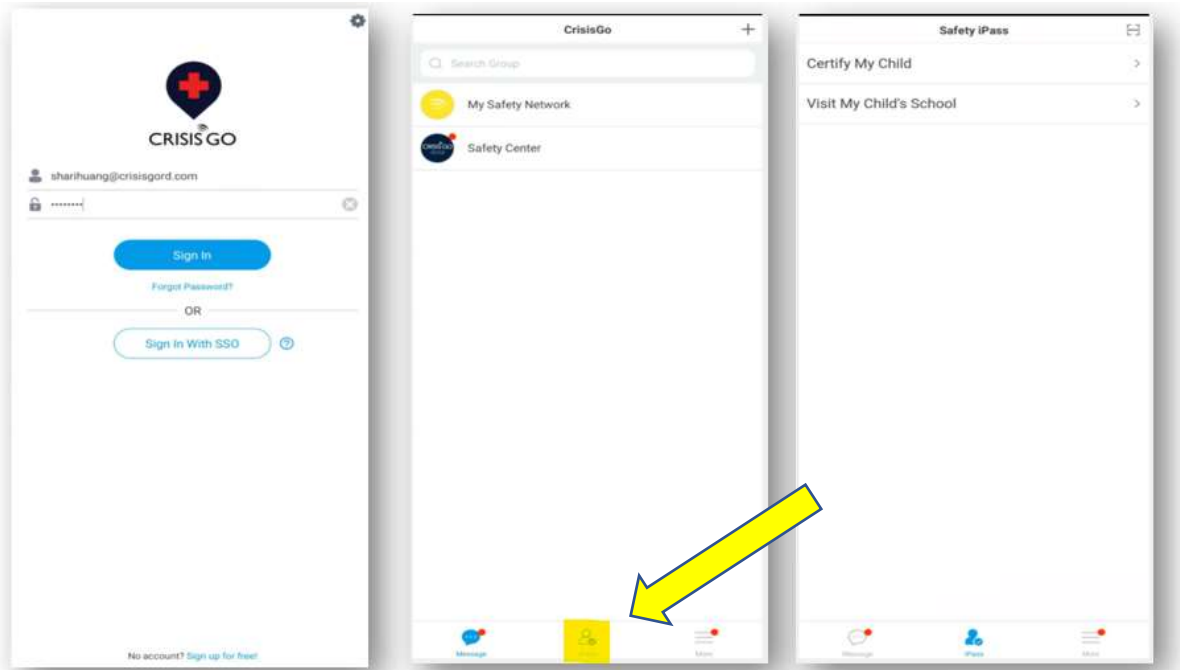 CRISIS GO
sharihuang@crisisgord.com
Sign In
Forgot Password?
OR
Sign In With SSO
No account? Sign up for free!
CrisisGo
Search Group
My Safety Network
Safety Center
Message
More
Safety iPass
Certify My Child
Visit My Child's School
Message
iPass
More